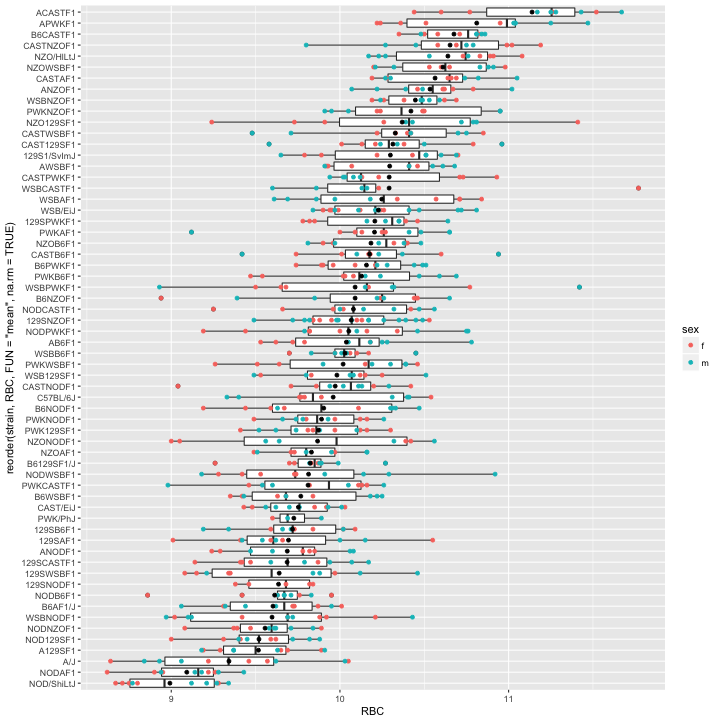 reorder(strain, RBC, FUN = "mean", na.rm = TRUE)
ACASTF1
APWKF1
B6CASTF1
CASTNZOF1
NZO/HILtJ
NZOWSBF1
CASTAF1
ANZOF1
WSBNZOF1
PWKNZOF1
NZO129SF1
CASTWSBF1
CAST129SF1
129S1/SvImJ
AWSBF1
CASTPWKF1
WSBCASTF1
WSBAF1
WSB/EiJ
129SPWKF1
PWKAF1
NZOB6F1
CASTB6F1
B6PWKF1
PWKB6F1
WSBPWKF1
B6NZOF1
NODCASTF1
129SNZOF1
NODPWKF1
AB6F1
WSBB6F1
PWKWSBF1
WSB129SF1
CASTNODF1
C57BL/6J
B6NODF1
PWKNODF1
PWK129SF1
NZONODF1
NZOAF1
B6129SF1/J
NODWSBF1
PWKCASTF1
B6WSBF1
CAST/EiJ
PWK/PhJ
129SB6F1
129SAF1
ANODF1
129SCASTF1
129SWSBF1
129SNODF1
NODB6F1
B6AF1/J
WSBNODF1
NODNZOF1
NOD129SF1
A129SF1
A/J
NODAF1
NOD/ShiLtJ
9 10 11
RBC
sex
f
m